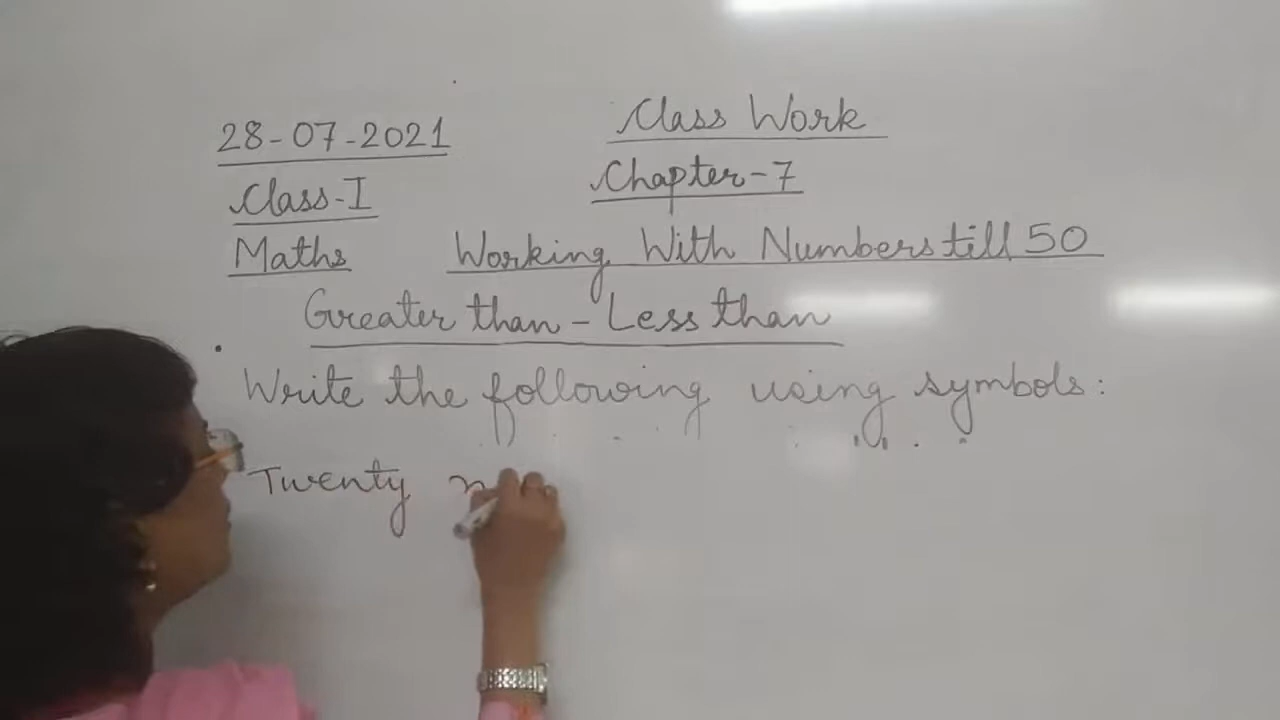 28-07-2021 Class Work
Class-I Chapter-7
Maths Working With Numbers till 50
Greater than - Less than
Write the following using symbols:
Twenty